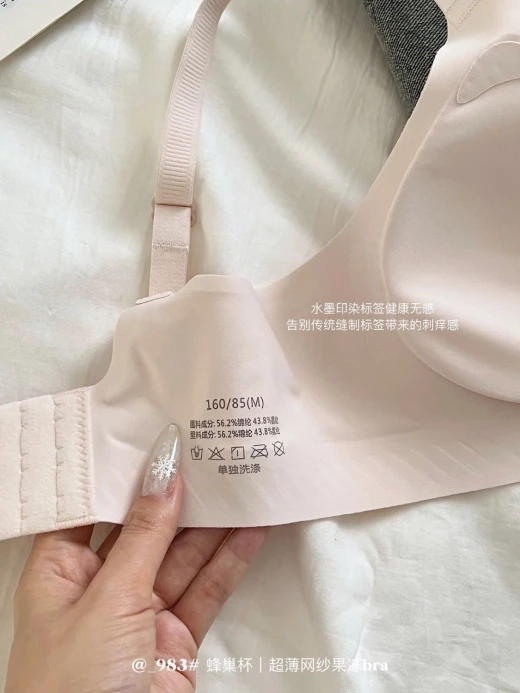 水墨印染标签健康无感
告别传统缝制标签带来的刺痒感
160/85(M)
面料成分: 56.2%锦纶 43.8%氨纶
里料成分: 56.2%锦纶 43.8%氨纶
单独洗涤
@_983# 蜂巢杯｜超薄网纱果冻bra